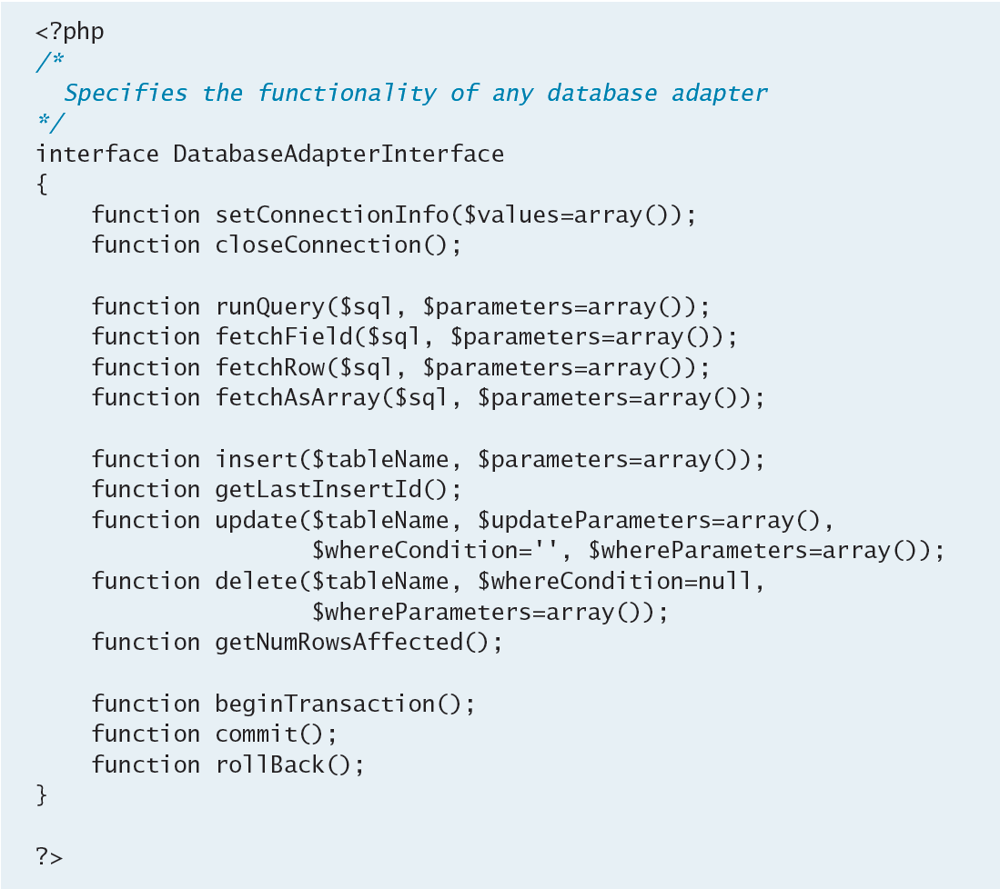 <?php
/*
  Specifies the functionality of any database adapter
*/
interface DatabaseAdapterInterface
{
    function setConnectionInfo($values=array());
    function closeConnection();

    function runQuery($sql, $parameters=array());
    function fetchField($sql, $parameters=array());
    function fetchRow($sql, $parameters=array());
    function fetchAsArray($sql, $parameters=array());

    function insert($tableName, $parameters=array());
    function getLastInsertId();
    function update($tableName, $updateParameters=array(),
                    $whereCondition='', $whereParameters=array());
    function delete($tableName, $whereCondition=null,
                    $whereParameters=array());
    function getNumRowsAffected();

    function beginTransaction();
    function commit();
    function rollBack();
}

?>